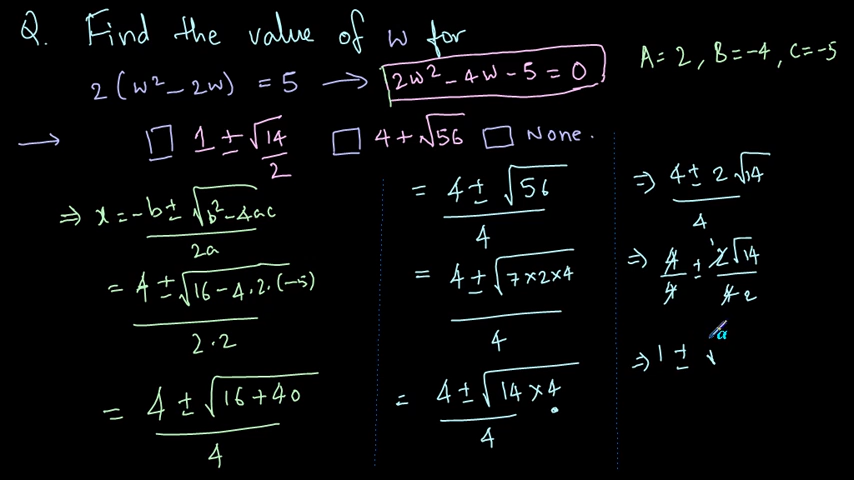 Q. Find the value of w for
2(w² - 2w) = 5 → 2w² - 4w - 5 = 0
A = 2, B = -4, C = -5
→ □ 1 ± √14/2 □ 4 + √56 □ None.
⇒ x = -b ± √b² - 4ac / 2a
= 4 ± √16 - 4.2.(-5) / 2.2
= 4 ± √16 + 40 / 4
= 4 ± √56 / 4
= 4 ± √7×2×4 / 4
= 4 ± √14×4 / 4
⇒ 4 ± 2√14 / 4
⇒ 4/4 ± 2√14 / 4 1 2
⇒ 1 ± √